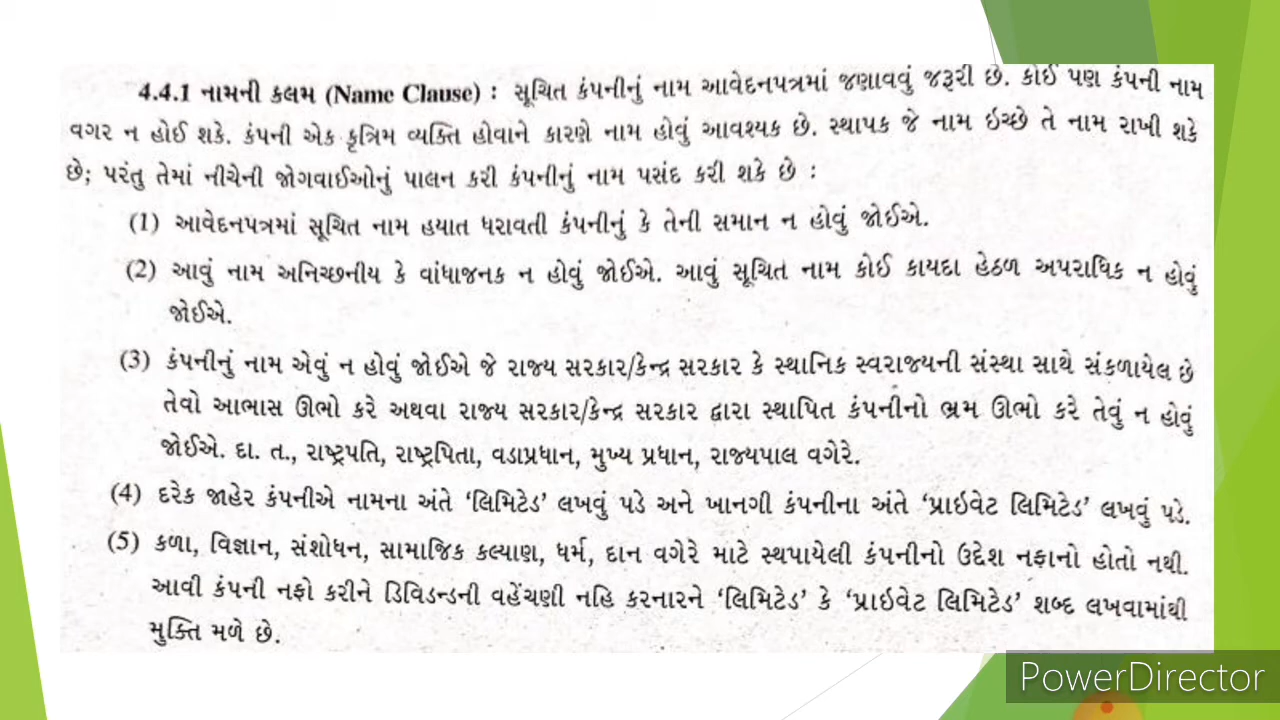 4.4.1 નામની કલમ (Name Clause) : સૂચિત કંપનીનું નામ આવેદનપત્રમાં જણાવવું જરૂરી છે. કોઈ પણ કંપની નામ
વગર ન હોઈ શકે. કંપની એક કૃત્રિમ વ્યક્તિ હોવાને કારણે નામ હોવું આવશ્યક છે. સ્થાપક જે નામ ઇચ્છે તે નામ રાખી શકે
છે; પરંતુ તેમાં નીચેની જોગવાઈઓનું પાલન કરી કંપનીનું નામ પસંદ કરી શકે છે :
(1) આવેદનપત્રમાં સૂચિત નામ હયાત ધરાવતી કંપનીનું કે તેની સમાન ન હોવું જોઈએ.
(2) આવું નામ અનિચ્છનીય કે વાંધાજનક ન હોવું જોઈએ. આવું સૂચિત નામ કોઈ કાયદા હેઠળ અપરાધિક ન હોવું
જોઈએ.
(3) કંપનીનું નામ એવું ન હોવું જોઈએ જે રાજ્ય સરકાર/કેન્દ્ર સરકાર કે સ્થાનિક સ્વરાજ્યની સંસ્થા સાથે સંકળાયેલ છે
તેવો આભાસ ઊભો કરે અથવા રાજ્ય સરકાર/કેન્દ્ર સરકાર દ્વારા સ્થાપિત કંપનીનો ભ્રમ ઊભો કરે તેવું ન હોવું
જોઈએ. દા. ત., રાષ્ટ્રપતિ, રાષ્ટ્રપિતા, વડાપ્રધાન, મુખ્ય પ્રધાન, રાજ્યપાલ વગેરે.
(4) દરેક જાહેર કંપનીએ નામના અંતે ‘લિમિટેડ’ લખવું પડે અને ખાનગી કંપનીના અંતે ‘પ્રાઇવેટ લિમિટેડ’ લખવું પડે.
(5) કળા, વિજ્ઞાન, સંશોધન, સામાજિક કલ્યાણ, ધર્મ, દાન વગેરે માટે સ્થપાયેલી કંપનીનો ઉદ્દેશ નફાનો હોતો નથી.
આવી કંપની નફો કરીને ડિવિડન્ડની વહેંચણી નહિ કરનારને ‘લિમિટેડ’ કે ‘પ્રાઇવેટ લિમિટેડ’ શબ્દ લખવામાંથી
મુક્તિ મળે છે.
PowerDirector